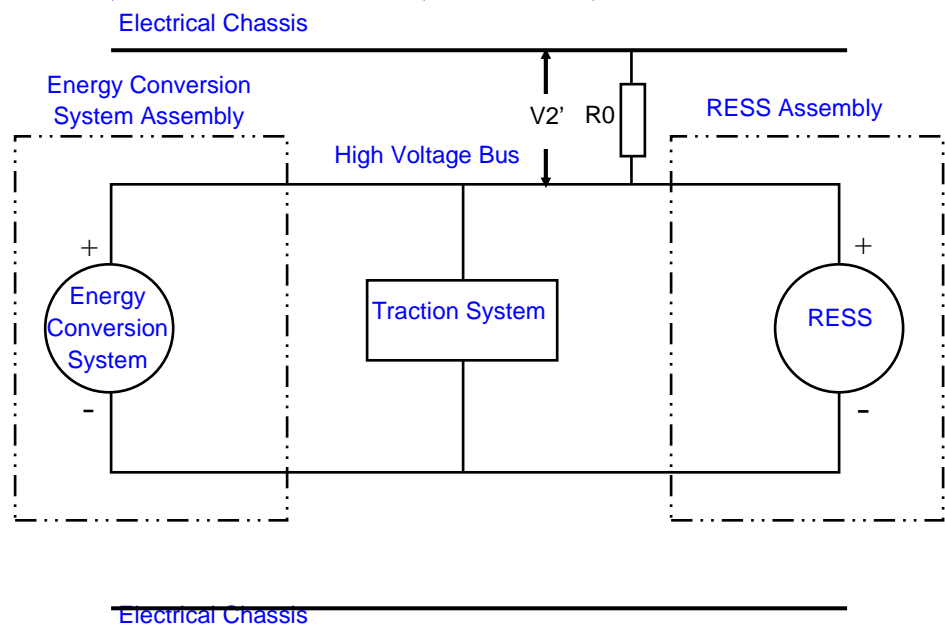 Electrical Chassis
Energy Conversion
System Assembly
V2’
R0
RESS Assembly
High Voltage Bus
+
+
Energy
Conversion
System
Traction System
RESS
-
-
Electrical Chassis